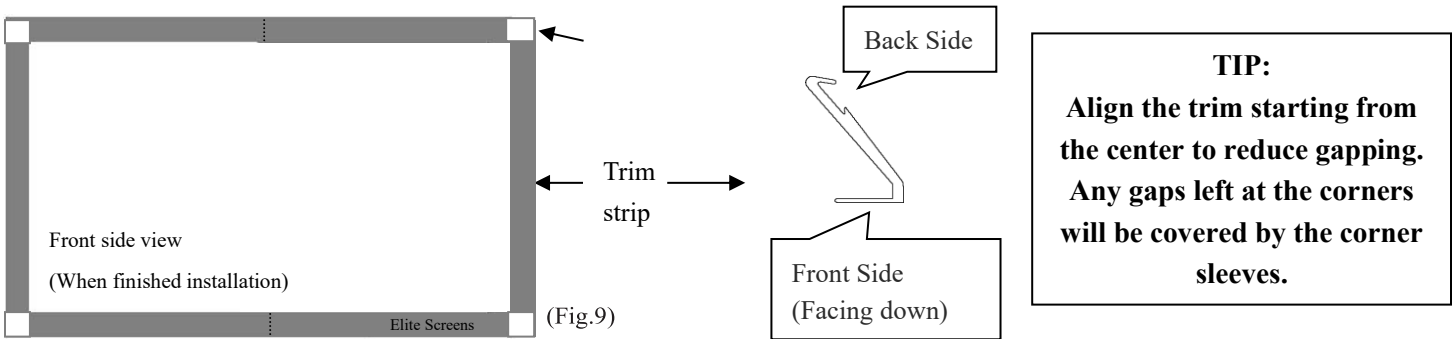 Back Side
TIP:
Align the trim starting from
the center to reduce gapping.
Any gaps left at the corners
will be covered by the corner
sleeves.
Trim
strip
Front side view
(When finished installation)
Elite Screens
(Fig.9)
Front Side
(Facing down)